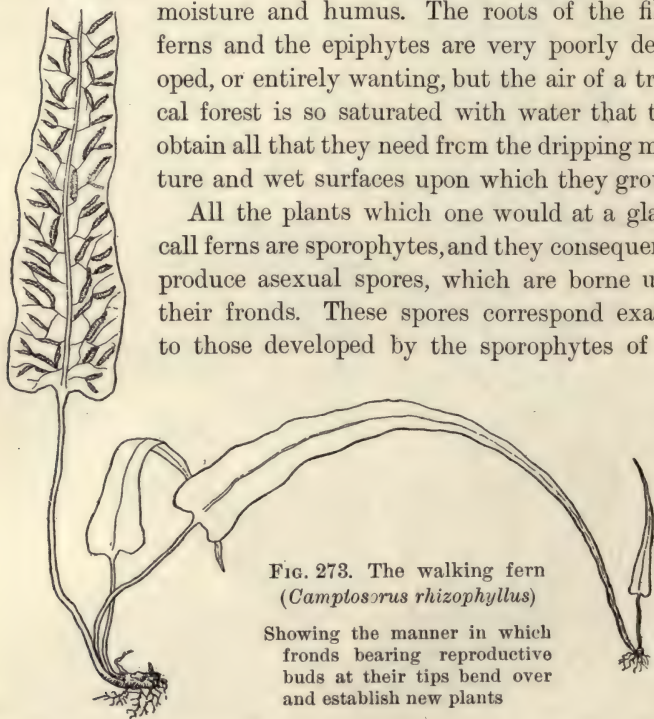 moisture and humus. The roots of the fil
ferns and the epiphytes are very poorly de
oped, or entirely wanting, but the air of a tr
cal forest is so saturated with water that t
obtain all that they need frcm the dripping m
ture and wet surfaces upon which they grou
All the plants which one would at a gla
call ferns are sporophytes, and they consequen
produce asexual spores, which are borne u
their fronds. These spores correspond exa
to those developed by the sporophytes of
FIG. 273. The walking fern
(Camptosorus rhizophyllus)
Showing the manner in which
fronds bearing reproductive
buds at their tips bend over
and establish new plants